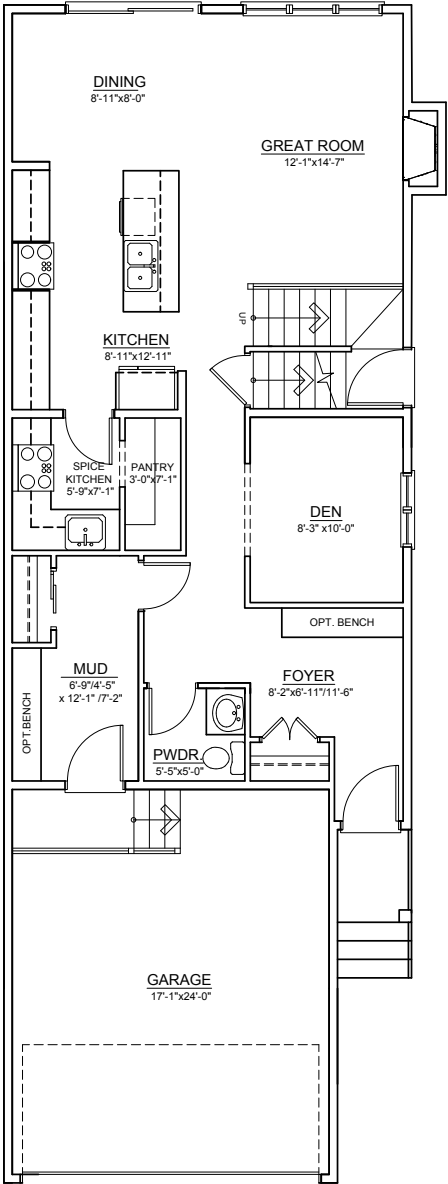 DINING
8'-11"x8'-0"
GREAT ROOM
12'-1"x14'-7"
UP
KITCHEN
8'-11"x12'-11"
SPICE
KITCHEN
5'-9"x7'-1"
PANTRY
3'-0"x7'-1"
DEN
8'-3" x10'-0"
OPT. BENCH
MUD
6'-9"/4'-5"
x 12'-1" /7'-2"
OPT.BENCH
FOYER
8'-2"x6'-11"/11'-6"
PWDR.
5'-5"x5'-0"
GARAGE
17'-1"x24'-0"